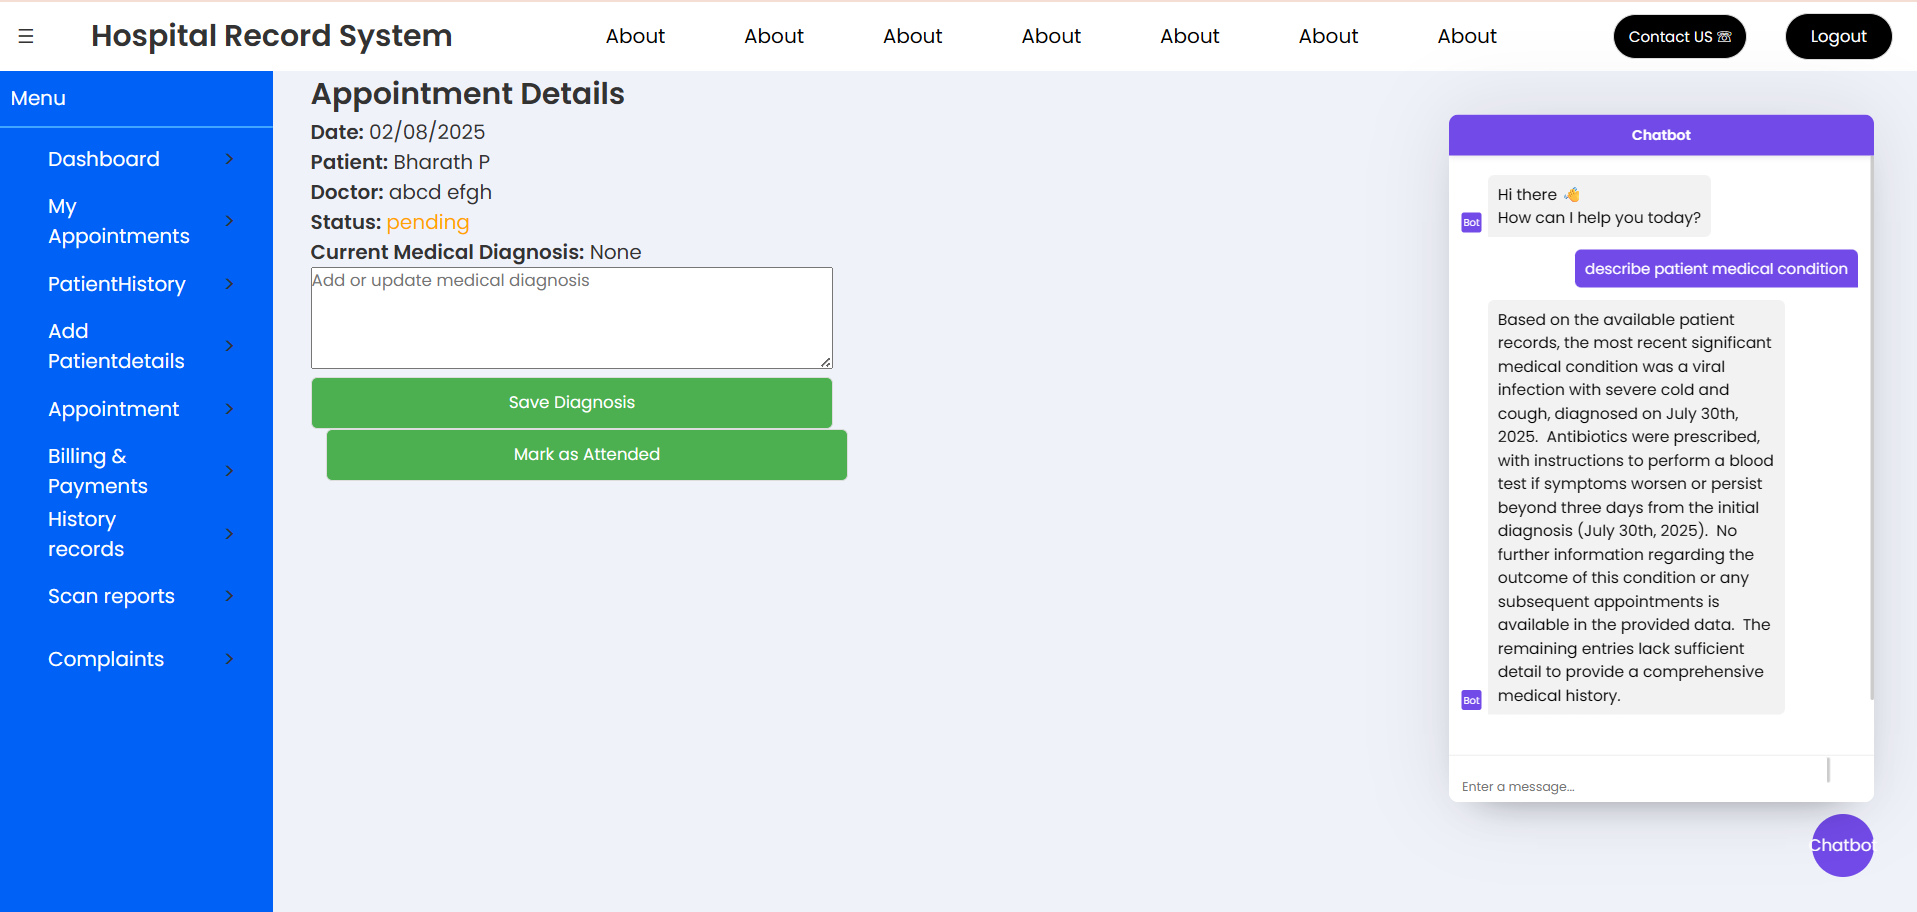 ☰ Hospital Record System About About About About About About About Contact US ☏ Logout
Menu
Dashboard >
My
Appointments >
PatientHistory >
Add
Patientdetails >
Appointment >
Billing &
Payments >
History
records >
Scan reports >
Complaints >
Appointment Details
Date: 02/08/2025
Patient: Bharath P
Doctor: abcd efgh
Status: pending
Current Medical Diagnosis: None
Add or update medical diagnosis
Save Diagnosis
Mark as Attended
Chatbot
Hi there 👋
How can I help you today?
Bot
describe patient medical condition
Based on the available patient
records, the most recent significant
medical condition was a viral
infection with severe cold and
cough, diagnosed on July 30th,
2025.  Antibiotics were prescribed,
with instructions to perform a blood
test if symptoms worsen or persist
beyond three days from the initial
diagnosis (July 30th, 2025).  No
further information regarding the
outcome of this condition or any
subsequent appointments is
available in the provided data.  The
remaining entries lack sufficient
detail to provide a comprehensive
medical history.
Bot
Enter a message...
Chatbot